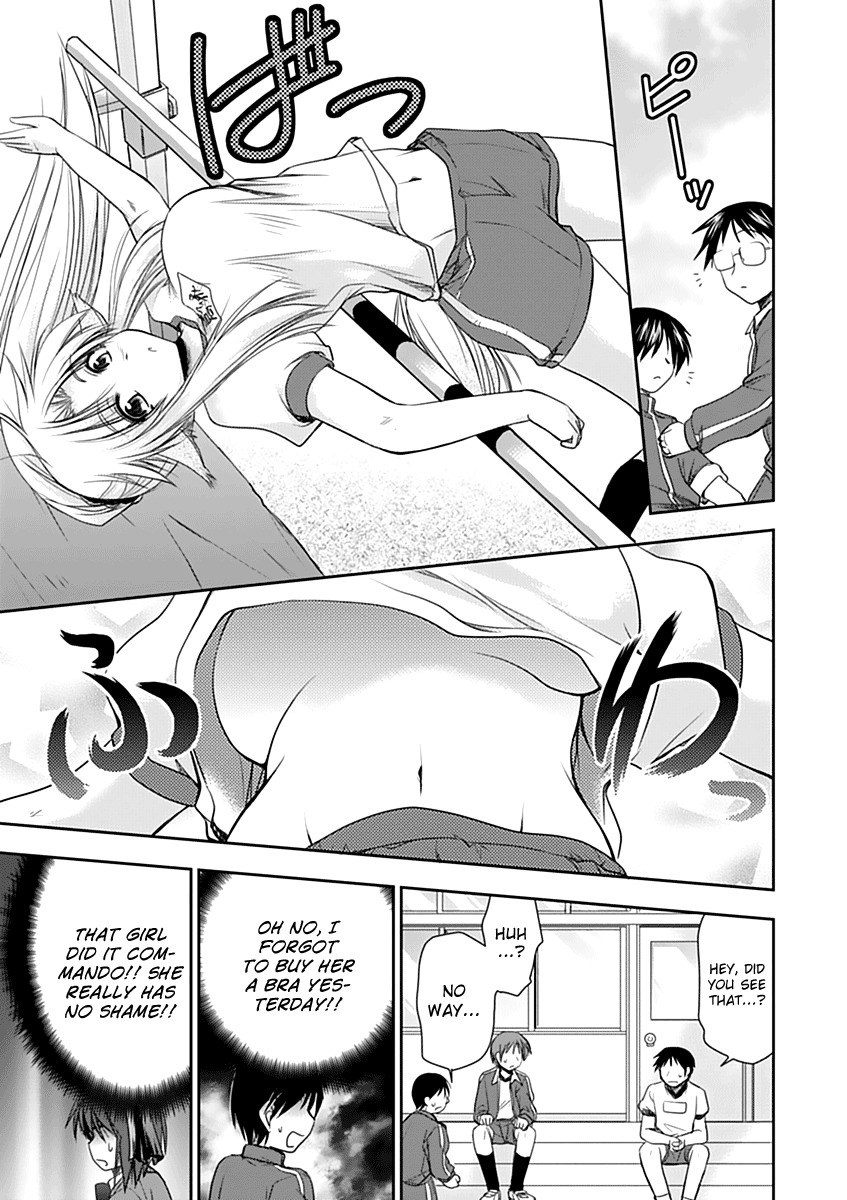 ピーッ
ばっ
ふわ
HEY, DID
YOU SEE
THAT...?
HUH
...?
NO
WAY...
OH NO, I
FORGOT
TO BUY HER
A BRA YES-
TERDAY!!
THAT GIRL
DID IT COM-
MANDO!! SHE
REALLY HAS
NO SHAME!!